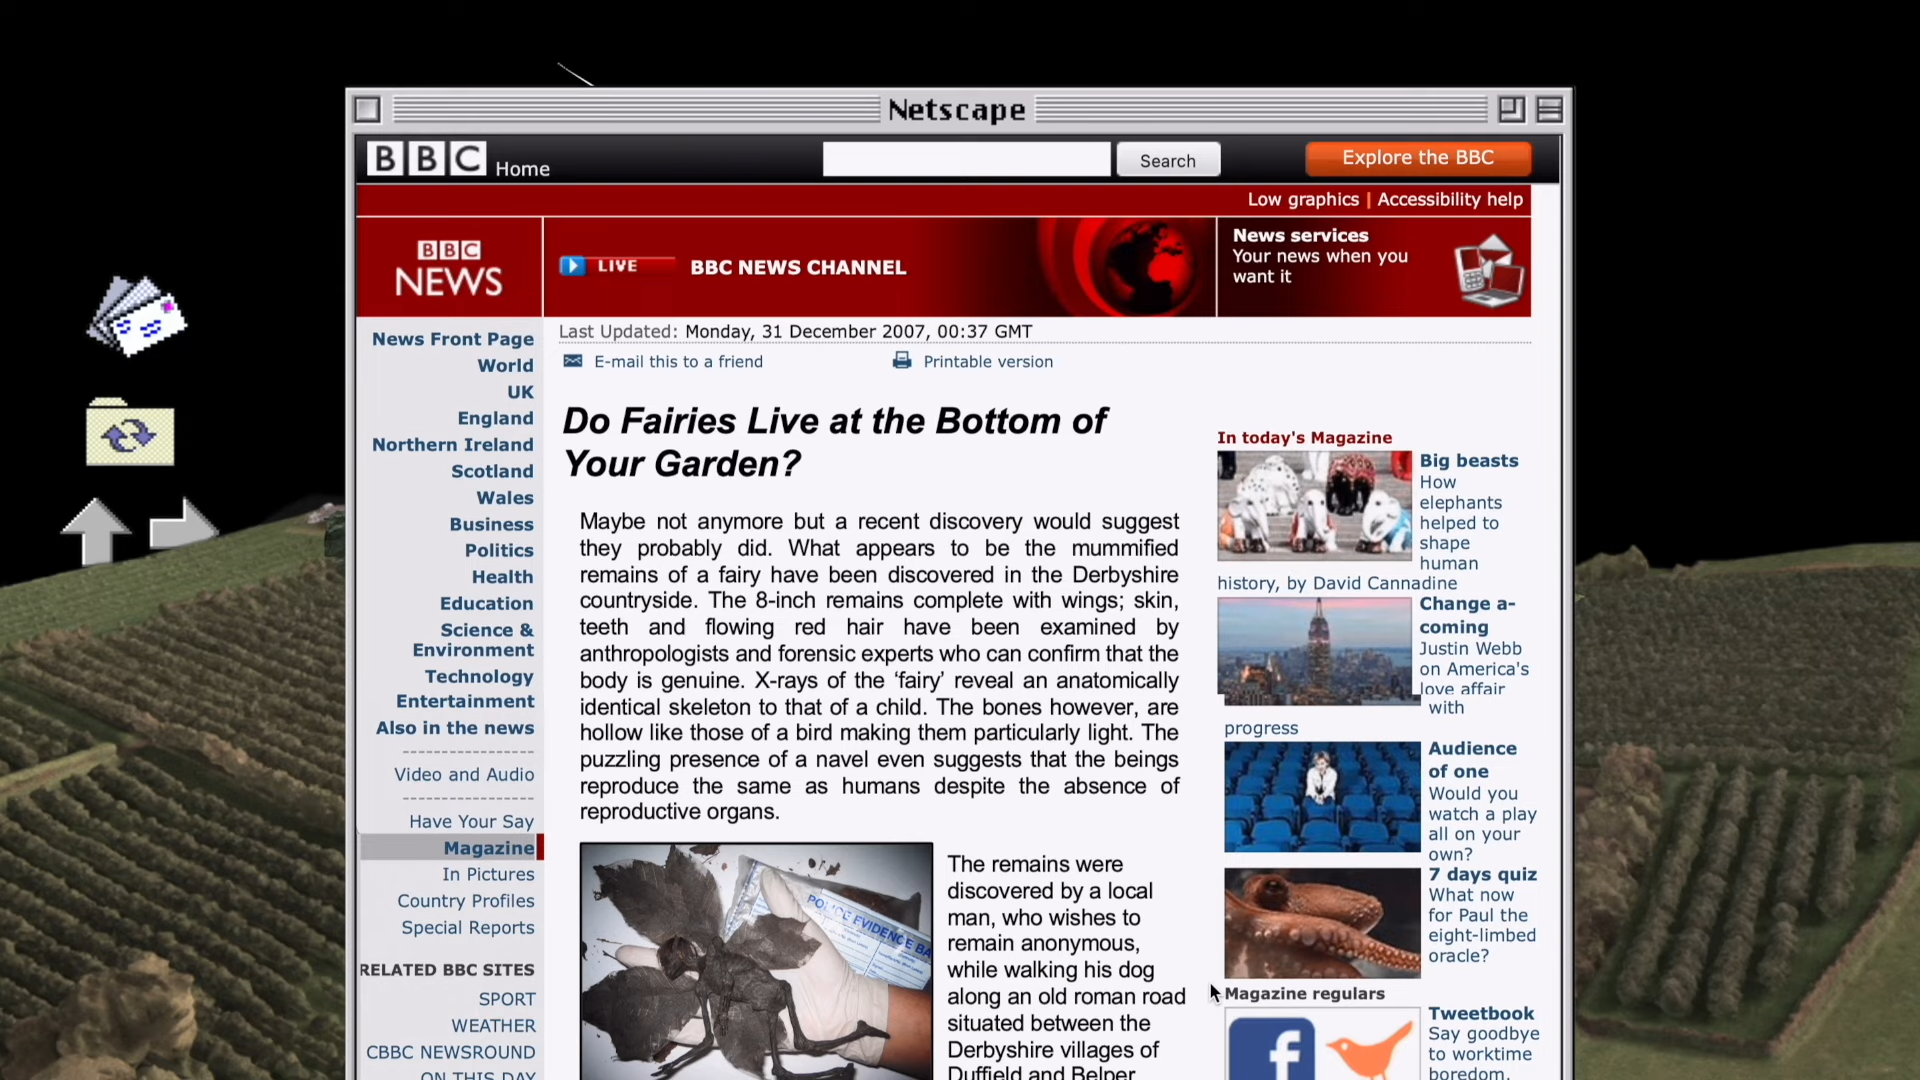 Netscape
BBC Home
Search
Explore the BBC
Low graphics | Accessibility help
BBC
NEWS
LIVE
BBC NEWS CHANNEL
News services
Your news when you
want it
Last Updated: Monday, 31 December 2007, 00:37 GMT
E-mail this to a friend
Printable version
News Front Page
World
UK
England
Northern Ireland
Scotland
Wales
Business
Politics
Health
Education
Science &
Environment
Technology
Entertainment
Also in the news
Video and Audio
Have Your Say
Magazine
In Pictures
Country Profiles
Special Reports
RELATED BBC SITES
SPORT
WEATHER
CBBC NEWSROUND
ON THIS DAY
Do Fairies Live at the Bottom of
Your Garden?
Maybe not anymore but a recent discovery would suggest
they probably did. What appears to be the mummified
remains of a fairy have been discovered in the Derbyshire
countryside. The 8-inch remains complete with wings; skin,
teeth and flowing red hair have been examined by
anthropologists and forensic experts who can confirm that the
body is genuine. X-rays of the ‘fairy’ reveal an anatomically
identical skeleton to that of a child. The bones however, are
hollow like those of a bird making them particularly light. The
puzzling presence of a navel even suggests that the beings
reproduce the same as humans despite the absence of
reproductive organs.
POLICE EVIDENCE BA
The remains were
discovered by a local
man, who wishes to
remain anonymous,
while walking his dog
along an old roman road
situated between the
Derbyshire villages of
Duffield and Belper
In today's Magazine
Big beasts
How
elephants
helped to
shape
human
history, by David Cannadine
Change a-
coming
Justin Webb
on America's
love affair
with
progress
Audience
of one
Would you
watch a play
all on your
own?
7 days quiz
What now
for Paul the
eight-limbed
oracle?
Magazine regulars
Tweetbook
Say goodbye
to worktime
boredom.